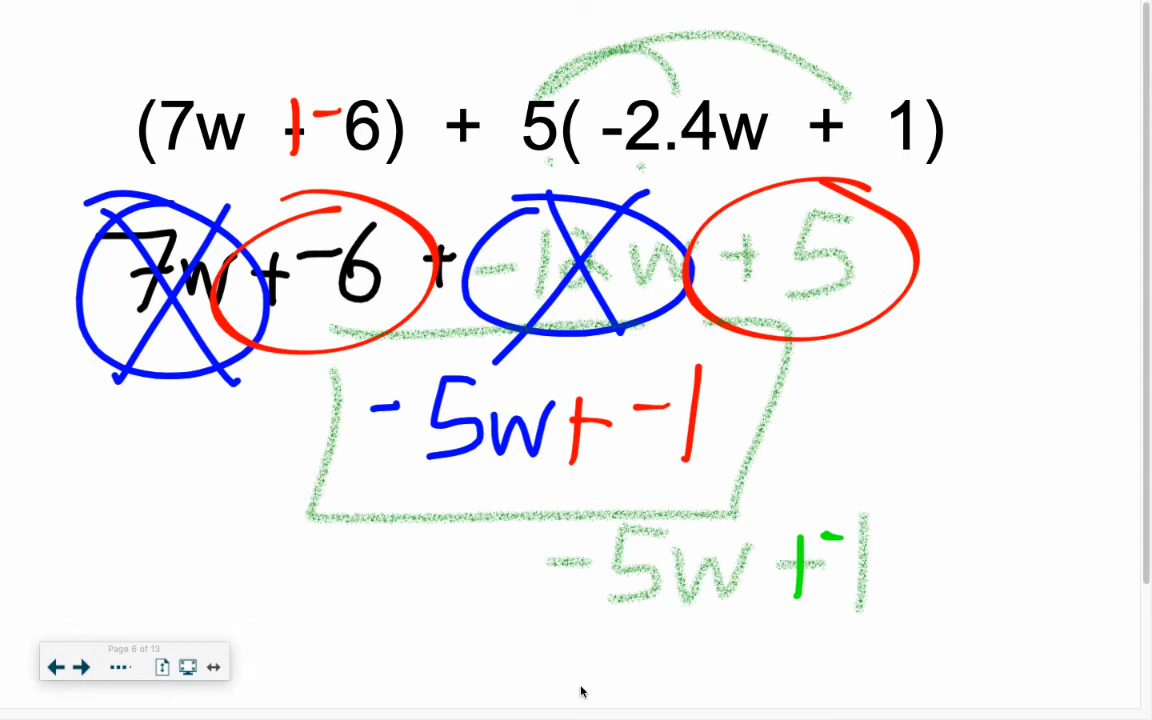 (7w +- 6) + 5( -2.4w + 1)
7w + -6 + -12w + 5
-5w + -1
-5w + -1
Page 6 of 13